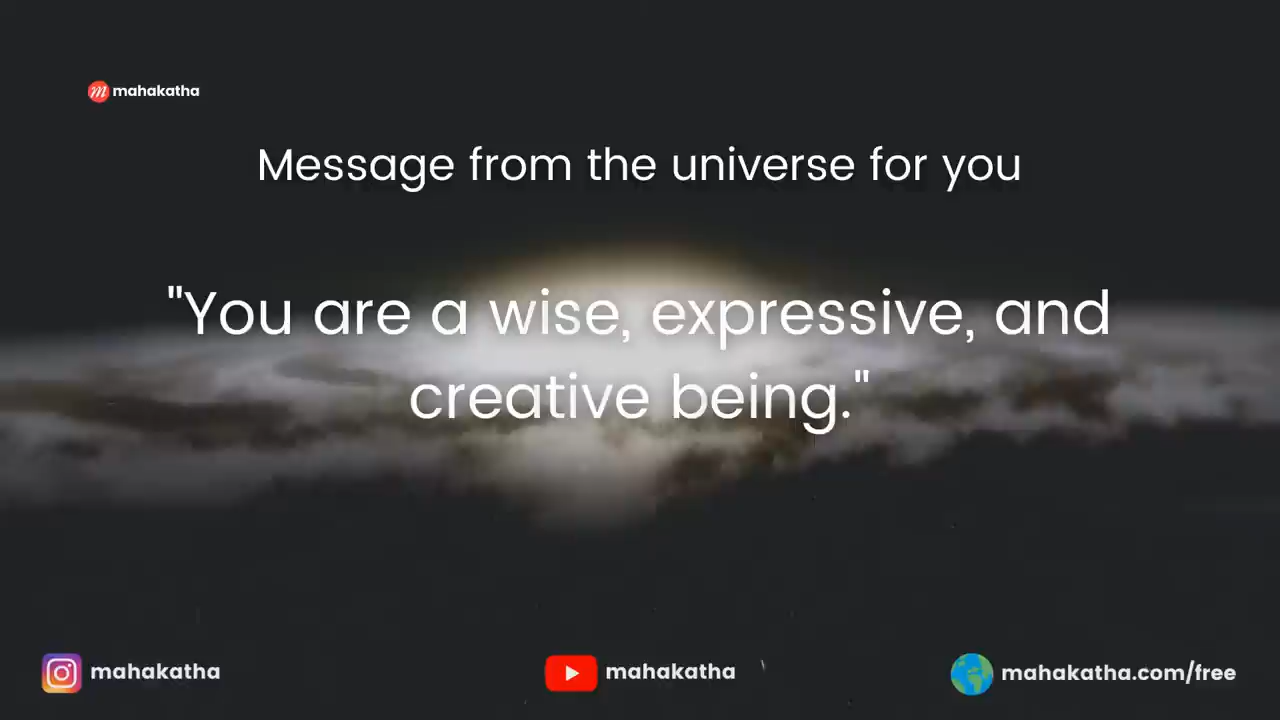 mahakatha
Message from the universe for you
"You are a wise, expressive, and
creative being."
mahakatha
mahakatha
mahakatha.com/free